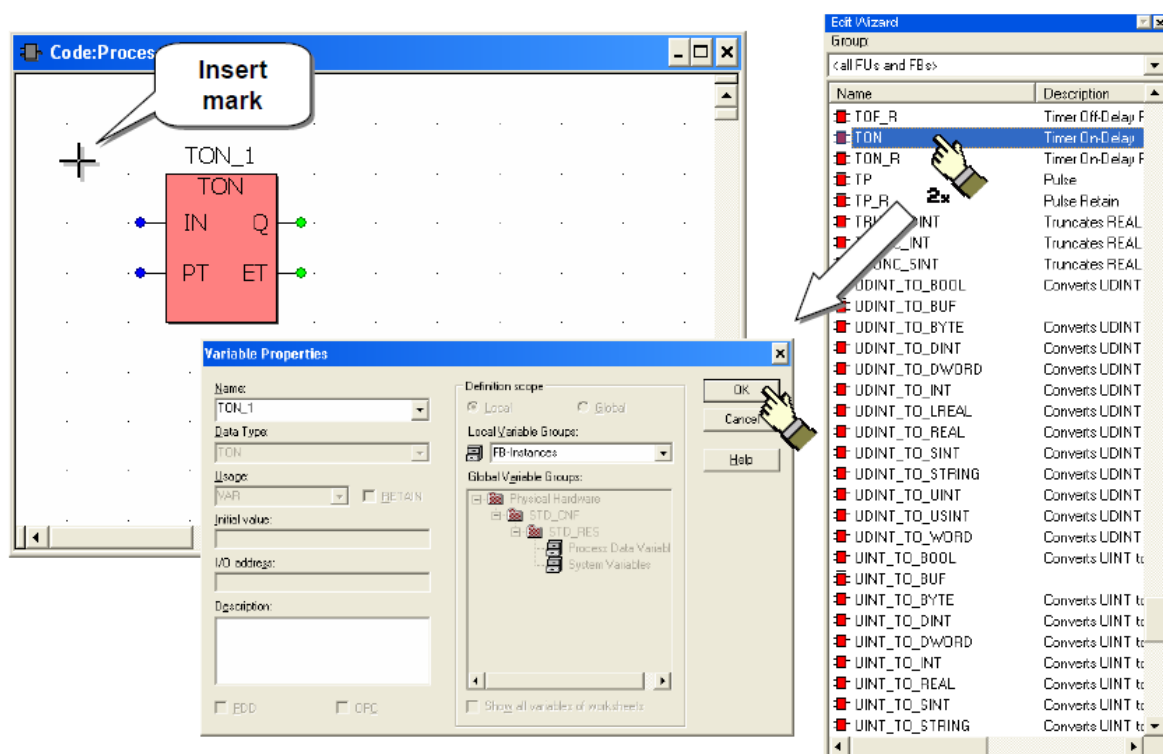 Code:Proces
Insert
mark
TON_1
TON
IN Q
PT ET
Variable Properties
Name:
TON_1
Data Type:
TON
Usage:
VAR
RETAIN
Initial value:
I/O address:
Description:
PDD
OPC
Definition scope
Local
Global
Local Variable Groups:
FB-Instances
Global Variable Groups:
Physical Hardware
STD_CNF
STD_RES
Process Data Variabl
System Variables
Show all variables of worksheets
OK
Cancel
Help
Edit Wizard
Group:
<all FUs and FBs>
Name Description
TOF_R Timer Off-Delay R
TON Timer On-Delay
TON_R Timer On-Delay R
TP Pulse
TP_R Pulse Retain
2x
INT Truncates REAL
_INT Truncates REAL
_SINT Truncates REAL
UDINT_TO_BOOL Converts UDINT
UDINT_TO_BUF
UDINT_TO_BYTE Converts UDINT
UDINT_TO_DINT Converts UDINT
UDINT_TO_DWORD Converts UDINT
UDINT_TO_INT Converts UDINT
UDINT_TO_LREAL Converts UDINT
UDINT_TO_REAL Converts UDINT
UDINT_TO_SINT Converts UDINT
UDINT_TO_STRING Converts UDINT
UDINT_TO_UINT Converts UDINT
UDINT_TO_USINT Converts UDINT
UDINT_TO_WORD Converts UDINT
UINT_TO_BOOL Converts UINT to
UINT_TO_BUF
UINT_TO_BYTE Converts UINT to
UINT_TO_DINT Converts UINT to
UINT_TO_DWORD Converts UINT to
UINT_TO_INT Converts UINT to
UINT_TO_REAL Converts UINT to
UINT_TO_SINT Converts UINT to
UINT_TO_STRING Converts UINT to